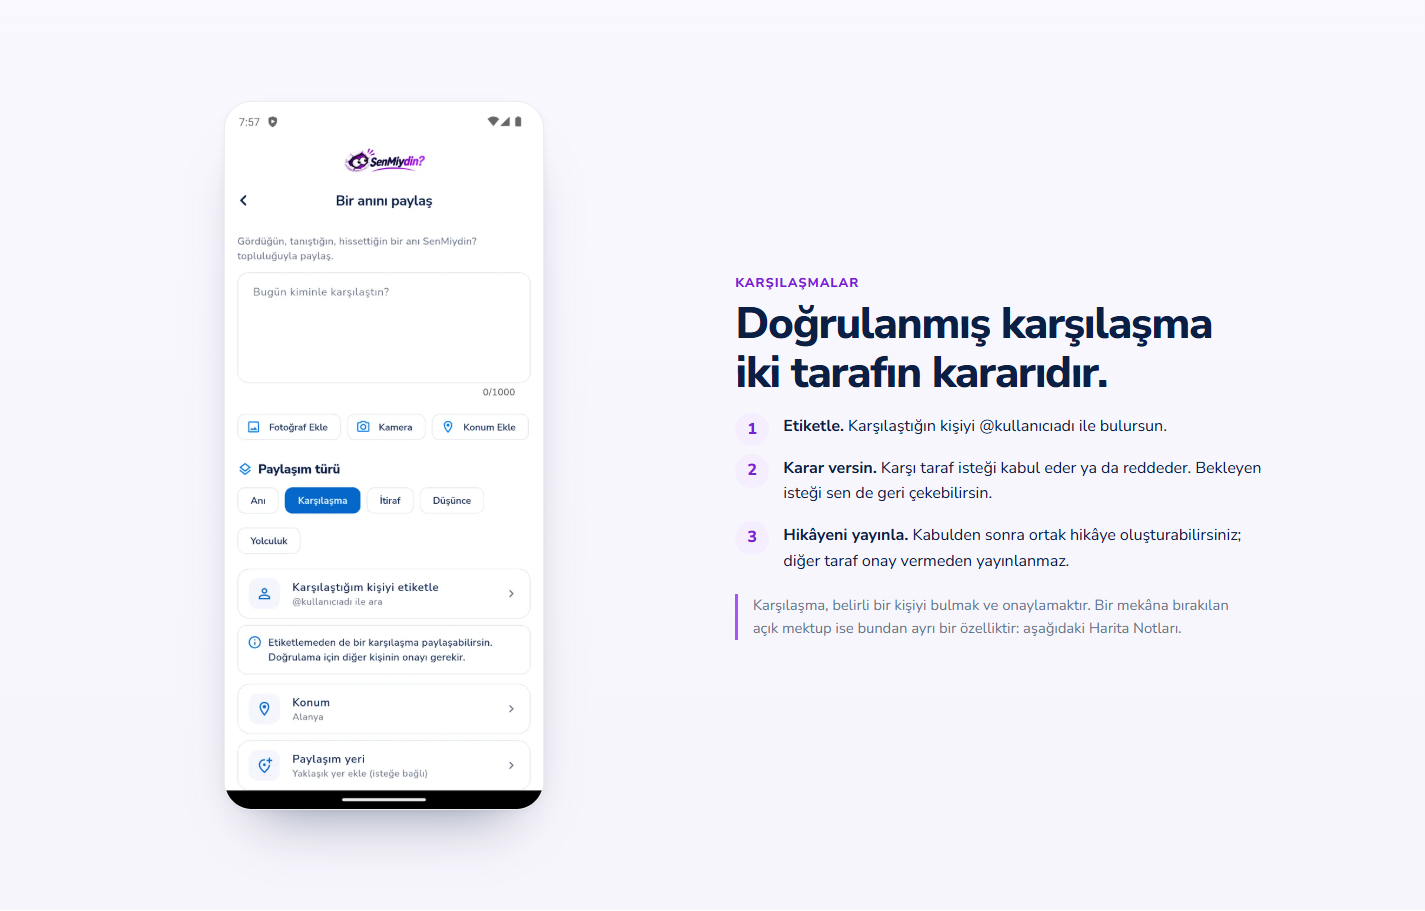 7:57
SenMiydin?
Bir anını paylaş
Gördüğün, tanıştığın, hissettiğin bir anı SenMiydin?
topluluğuyla paylaş.
Bugün kiminle karşılaştın?
0/1000
Fotoğraf Ekle
Kamera
Konum Ekle
Paylaşım türü
Anı
Karşılaşma
İtiraf
Düşünce
Yolculuk
Karşılaştığım kişiyi etiketle
@kullanıcıadı ile ara
Etiketlemeden de bir karşılaşma paylaşabilirsin.
Doğrulama için diğer kişinin onayı gerekir.
Konum
Alanya
Paylaşım yeri
Yaklaşık yer ekle (isteğe bağlı)
KARŞILAŞMALAR
Doğrulanmış karşılaşma
iki tarafın kararıdır.
1 Etiketle. Karşılaştığın kişiyi @kullanıcıadı ile bulursun.
2 Karar versin. Karşı taraf isteği kabul eder ya da reddeder. Bekleyen
isteği sen de geri çekebilirsin.
3 Hikâyeni yayınla. Kabulden sonra ortak hikâye oluşturabilirsiniz;
diğer taraf onay vermeden yayınlanmaz.
Karşılaşma, belirli bir kişiyi bulmak ve onaylamaktır. Bir mekâna bırakılan
açık mektup ise bundan ayrı bir özelliktir: aşağıdaki Harita Notları.